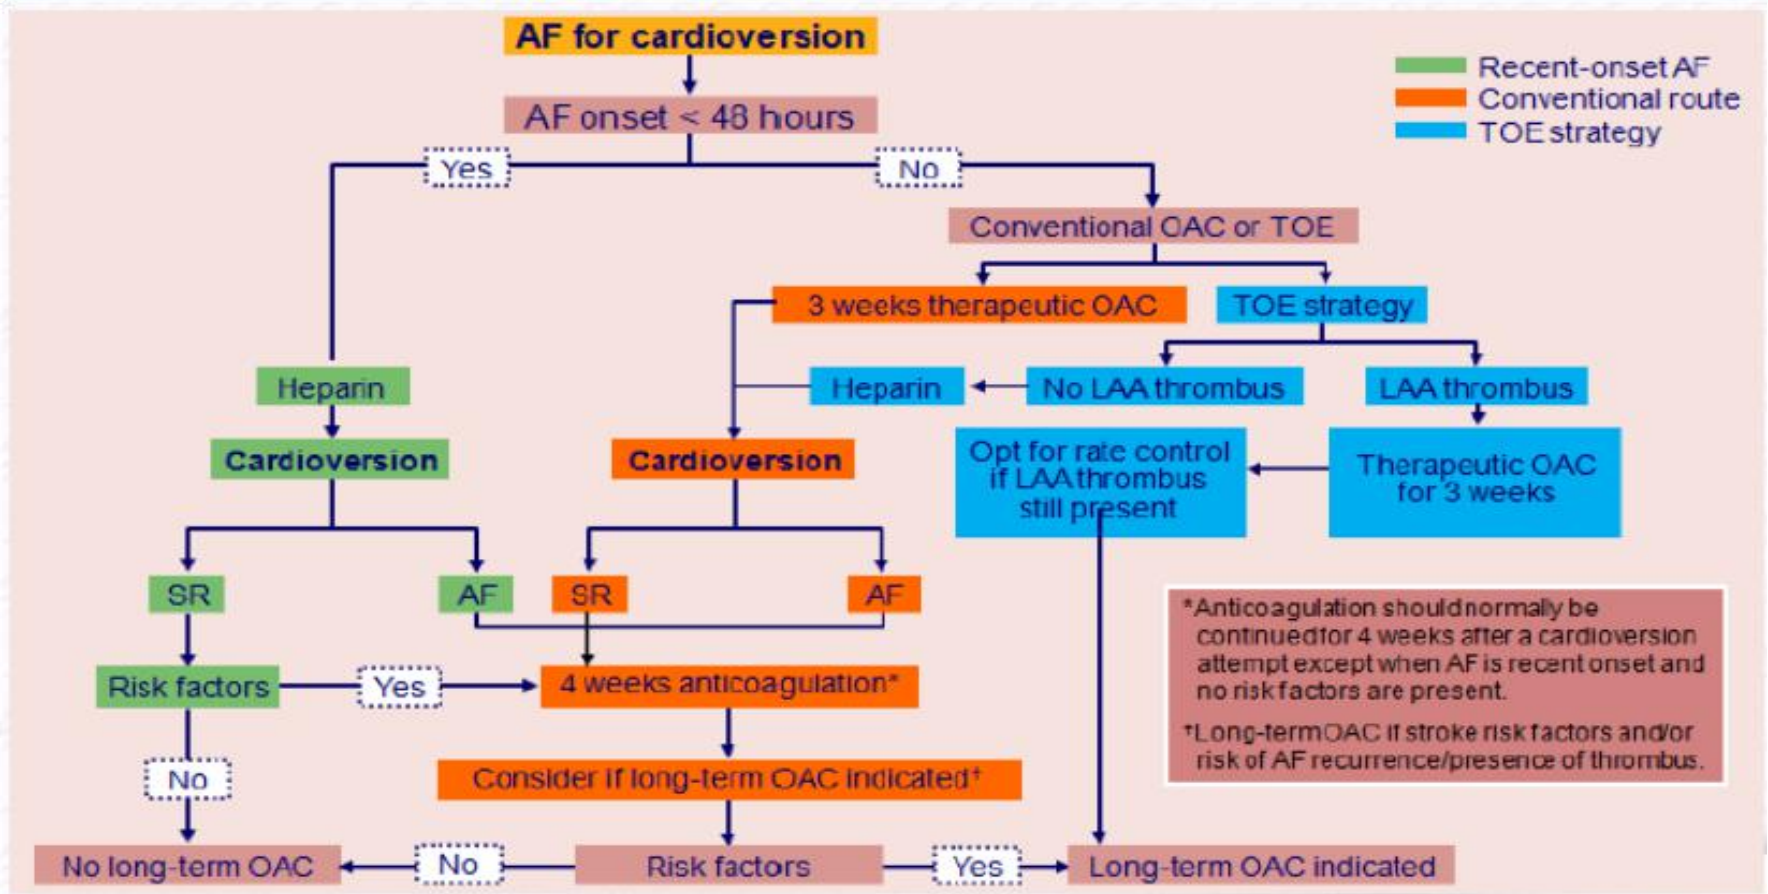 AF for cardioversion
Recent-onset AF
Conventional route
TOE strategy
AF onset < 48 hours
Yes
No
Conventional OAC or TOE
3 weeks therapeutic OAC
TOE strategy
Heparin
Heparin
No LAA thrombus
LAA thrombus
Cardioversion
Cardioversion
Opt for rate control
if LAA thrombus
still present
Therapeutic OAC
for 3 weeks
SR
AF
SR
AF
*Anticoagulation should normally be
continued for 4 weeks after a cardioversion
attempt except when AF is recent onset and
no risk factors are present.
†Long-term OAC if stroke risk factors and/or
risk of AF recurrence/presence of thrombus.
Risk factors
Yes
4 weeks anticoagulation*
No
Consider if long-term OAC indicated†
No long-term OAC
No
Risk factors
Yes
Long-term OAC indicated